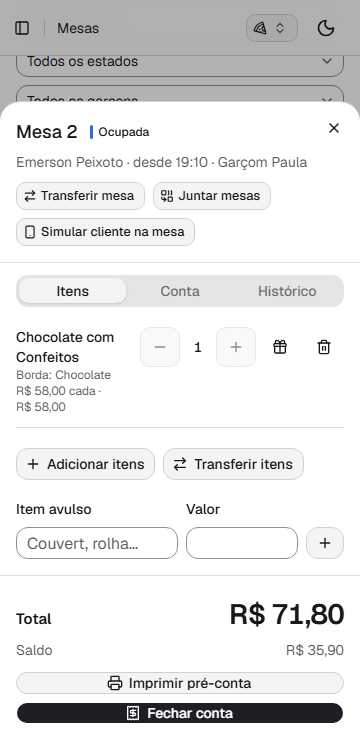 Mesas
Todos os estados
Todos os garçons
Mesa 2
Ocupada
Emerson Peixoto · desde 19:10 · Garçom Paula
Transferir mesa
Juntar mesas
Simular cliente na mesa
Itens
Conta
Histórico
Chocolate com
Confeitos
1
Borda: Chocolate
R$ 58,00 cada ·
R$ 58,00
Adicionar itens
Transferir itens
Item avulso
Valor
Couvert, rolha...
Total
R$ 71,80
Saldo
R$ 35,90
Imprimir pré-conta
Fechar conta